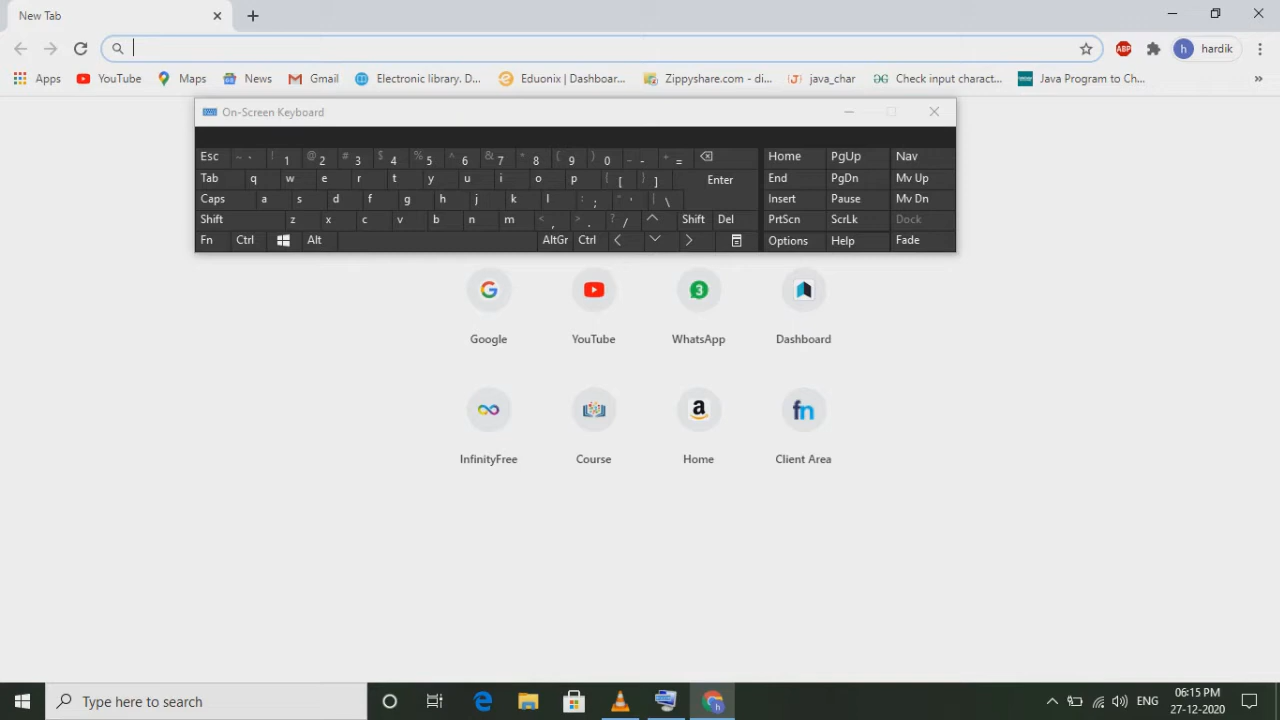 New Tab
hardik
Apps YouTube Maps News Gmail Electronic library. D... Eduonix | Dashboar... Zippyshare.com - di... java_char Check input charact... Java Program to Ch... »
On-Screen Keyboard
Esc ~ ` ! 1 @ 2 # 3 $ 4 % 5 ^ 6 & 7 * 8 ( 9 ) 0 _ - + = Home PgUp Nav
Tab q w e r t y u i o p { [ } ] Enter End PgDn Mv Up
Caps a s d f g h j k l : ; " ' | \ Insert Pause Mv Dn
Shift z x c v b n m < , > . ? / Shift Del PrtScn ScrLk Dock
Fn Ctrl Alt AltGr Ctrl Options Help Fade
Google YouTube WhatsApp Dashboard
InfinityFree Course Home Client Area
Type here to search
ENG
06:15 PM
27-12-2020